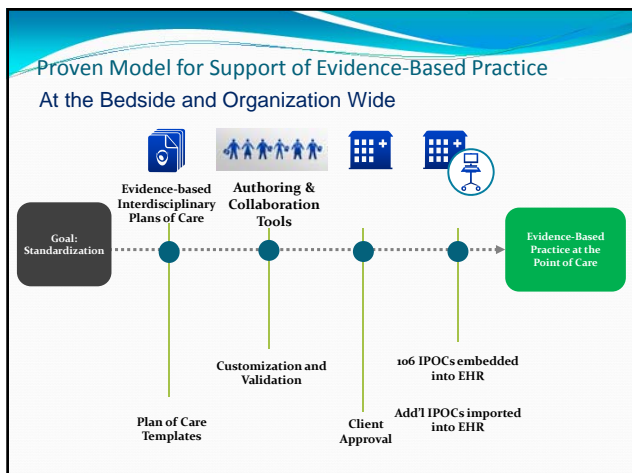 Proven Model for Support of Evidence-Based Practice
At the Bedside and Organization Wide
Evidence-based
Interdisciplinary
Plans of Care
Authoring &
Collaboration
Tools
Goal:
Standardization
Evidence-Based
Practice at the
Point of Care
Customization and
Validation
106 IPOCs embedded
into EHR
Plan of Care
Templates
Client
Approval
Add'l IPOCs imported
into EHR